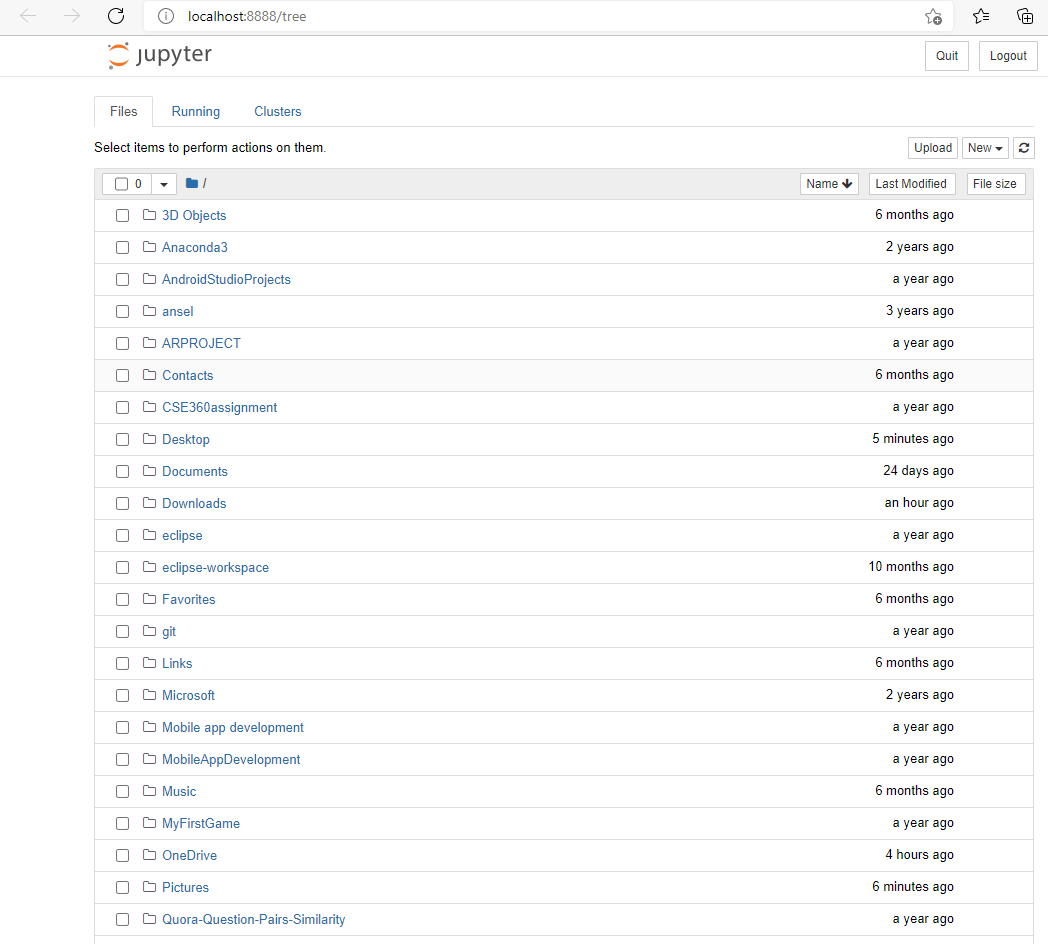 localhost:8888/tree
jupyter Quit Logout
Files Running Clusters
Select items to perform actions on them. Upload New
0 / Name Last Modified File size
3D Objects 6 months ago
Anaconda3 2 years ago
AndroidStudioProjects a year ago
ansel 3 years ago
ARPROJECT a year ago
Contacts 6 months ago
CSE360assignment a year ago
Desktop 5 minutes ago
Documents 24 days ago
Downloads an hour ago
eclipse a year ago
eclipse-workspace 10 months ago
Favorites 6 months ago
git a year ago
Links 6 months ago
Microsoft 2 years ago
Mobile app development a year ago
MobileAppDevelopment a year ago
Music 6 months ago
MyFirstGame a year ago
OneDrive 4 hours ago
Pictures 6 minutes ago
Quora-Question-Pairs-Similarity a year ago